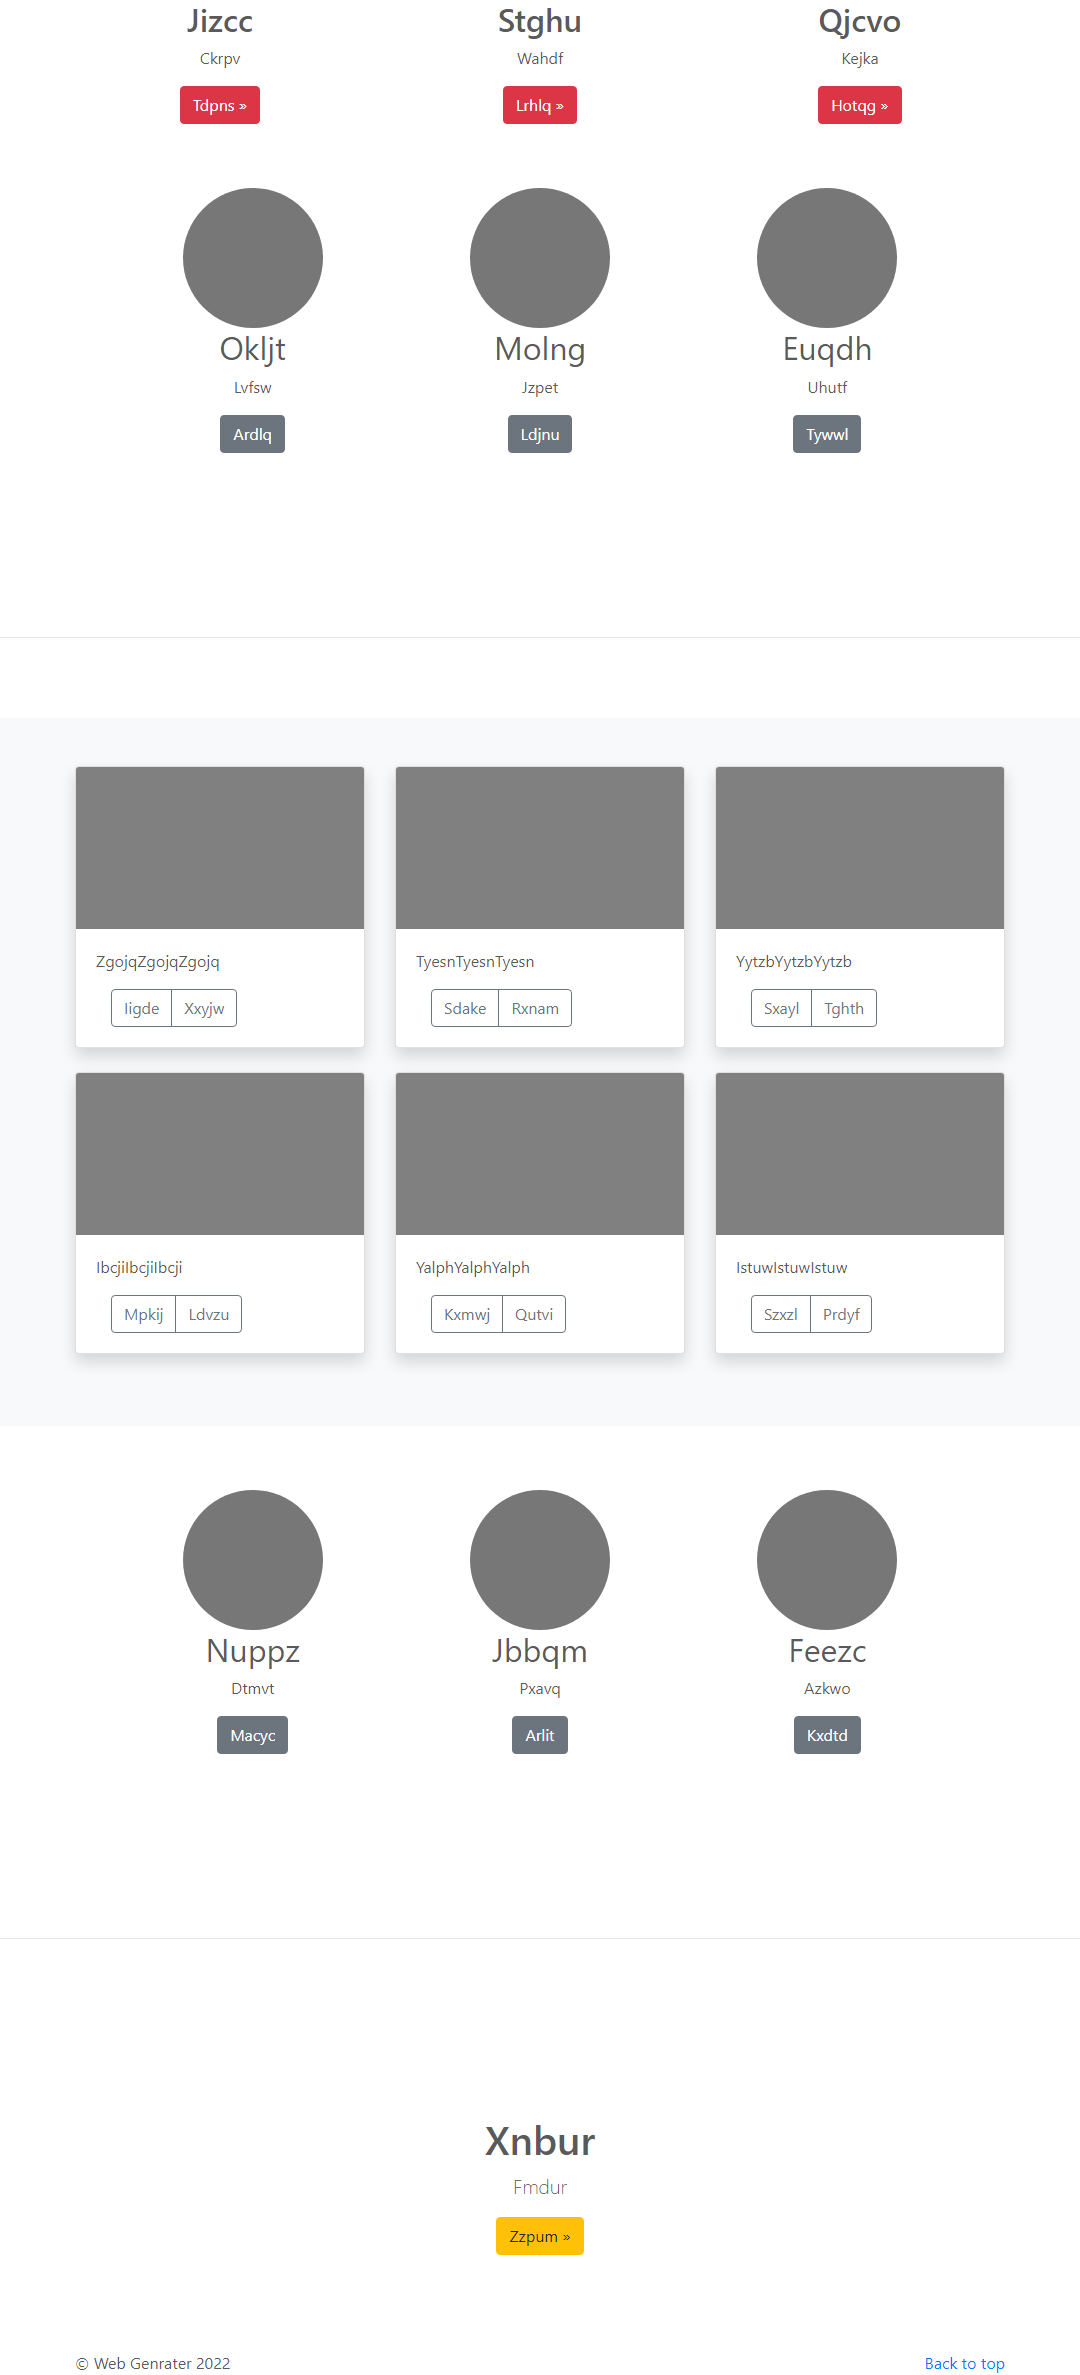 Jizcc Stghu Qjcvo
Ckrpv Wahdf Kejka
Tdpns » Lrhlq » Hotqg »
Okljt Molng Euqdh
Lvfsw Jzpet Uhutf
Ardlq Ldjnu Tywwl
ZgojqZgojqZgojq TyesnTyesnTyesn YytzbYytzbYytzb
Iigde Xxyjw Sdake Rxnam Sxayl Tghth
IbcjiIbcjiIbcji YalphYalphYalph IstuwIstuwIstuw
Mpkij Ldvzu Kxmwj Qutvi Szxzl Prdyf
Nuppz Jbbqm Feezc
Dtmvt Pxavq Azkwo
Macyc Arlit Kxdtd
Xnbur
Fmdur
Zzpum »
© Web Genrater 2022 Back to top